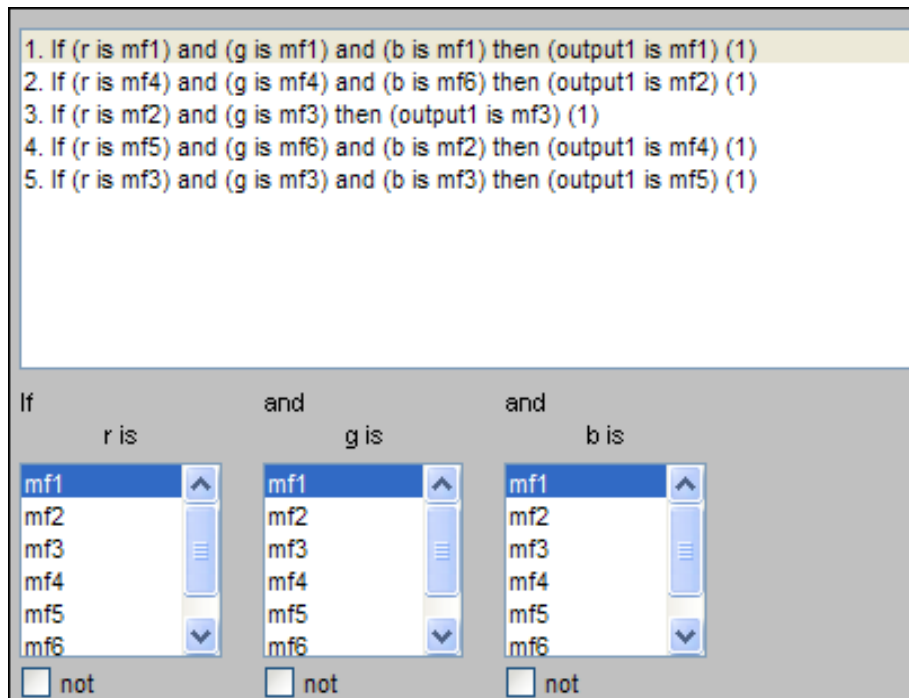 1. If (r is mf1) and (g is mf1) and (b is mf1) then (output1 is mf1) (1)
2. If (r is mf4) and (g is mf4) and (b is mf6) then (output1 is mf2) (1)
3. If (r is mf2) and (g is mf3) then (output1 is mf3) (1)
4. If (r is mf5) and (g is mf6) and (b is mf2) then (output1 is mf4) (1)
5. If (r is mf3) and (g is mf3) and (b is mf3) then (output1 is mf5) (1)
If and and
r is g is b is
mf1 mf1 mf1
mf2 mf2 mf2
mf3 mf3 mf3
mf4 mf4 mf4
mf5 mf5 mf5
mf6 mf6 mf6
not not not